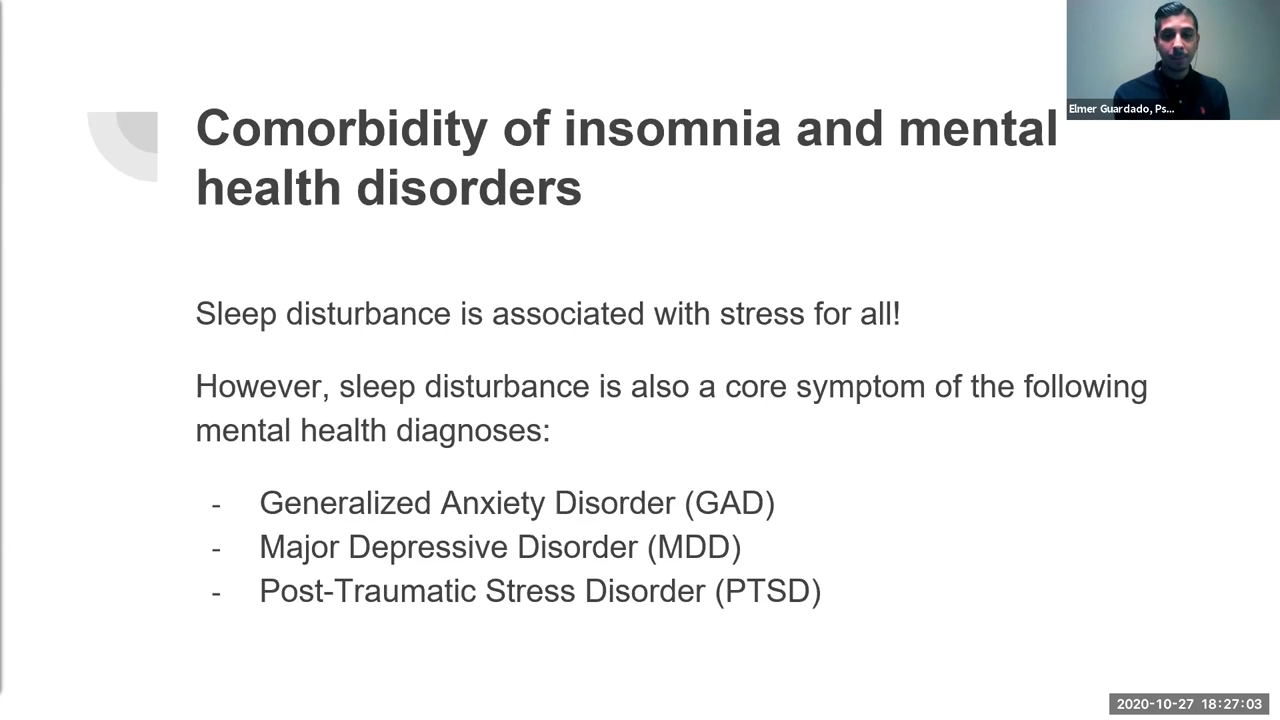 Comorbidity of insomnia and mental
health disorders
Elmer Guardado, Ps...
Sleep disturbance is associated with stress for all!
However, sleep disturbance is also a core symptom of the following
mental health diagnoses:
- Generalized Anxiety Disorder (GAD)
- Major Depressive Disorder (MDD)
- Post-Traumatic Stress Disorder (PTSD)
2020-10-27 18:27:03